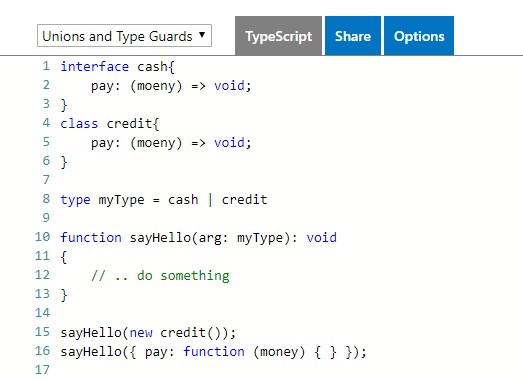 Unions and Type Guards ▼ TypeScript Share Options
1 interface cash{
2     pay: (moeny) => void;
3 }
4 class credit{
5     pay: (moeny) => void;
6 }
7
8 type myType = cash | credit
9
10 function sayHello(arg: myType): void
11 {
12     // .. do something
13 }
14
15 sayHello(new credit());
16 sayHello({ pay: function (money) { } });
17